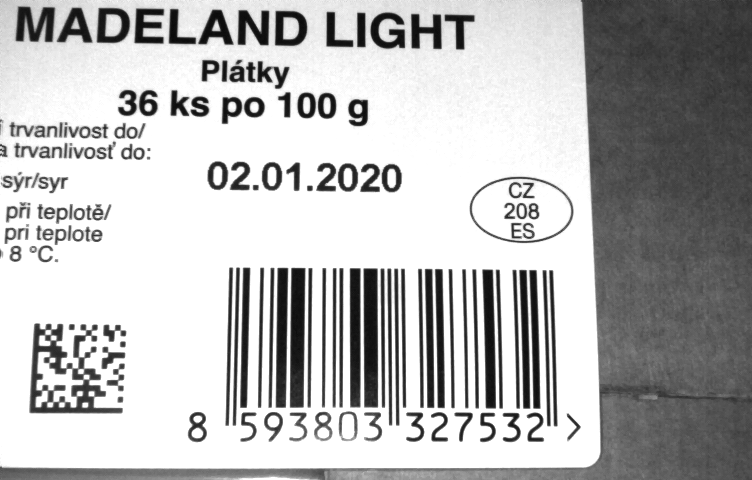 MADELAND LIGHT
Plátky
36 ks po 100 g
trvanlivost do/
trvanlivosť do:
02.01.2020
sýr/syr
při teplotě/
pri teplote
8 °C.
CZ
208
ES
8 593803 327532 >